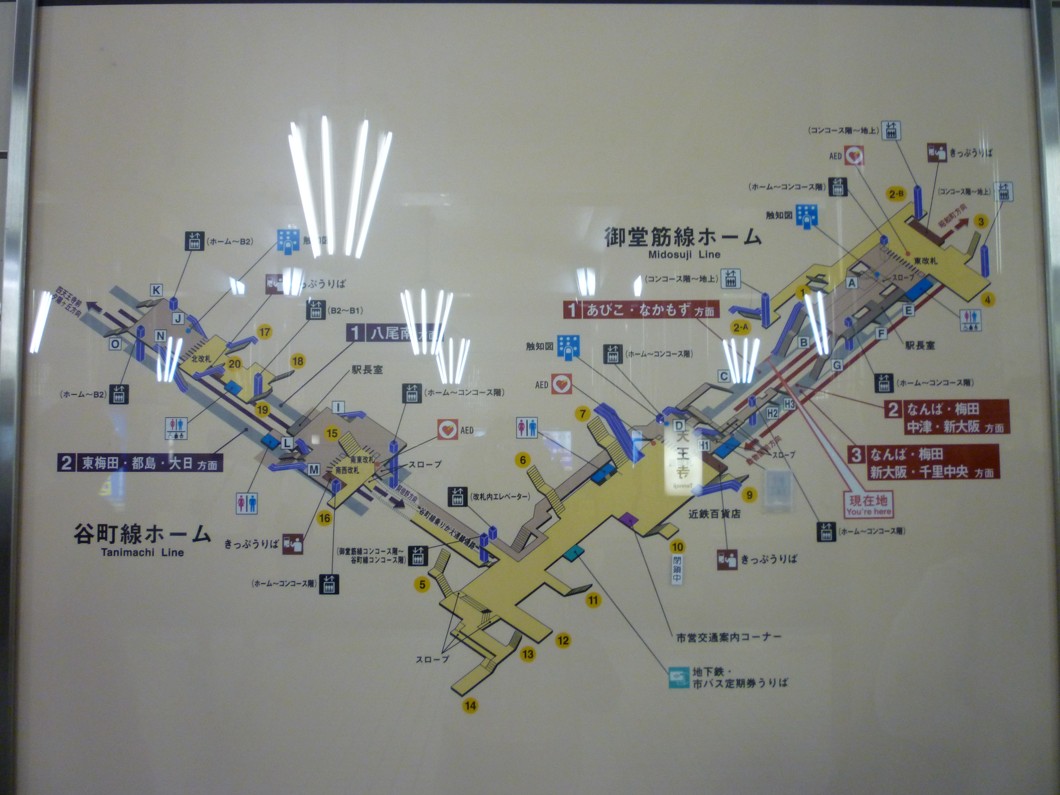 (コンコース階〜地上)
AED
きっぷうりば
(ホーム〜コンコース階)
2-B
(コンコース階〜地上)
触知図
3
御堂筋線ホーム
Midosuji Line
東改札
(ホーム〜B2)
スロープ
(コンコース階〜地上)
A
4
K
きっぷうりば
1
1 あびこ・なかもず 方面
E
(B2〜B1)
2-A
J
17
1 八尾南
F
駅長室
N
B
O
触知図
(ホーム〜コンコース階)
北改札
18
20
駅長室
G
C
AED
(ホーム〜コンコース階)
(ホーム〜B2)
(ホーム〜コンコース階)
19
I
7
H2
H3
2 なんば・梅田
中津・新大阪 方面
AED
D
15
L
天王寺
H1
2 東梅田・都島・大日 方面
南東改札
南西改札
スロープ
6
スロープ
3 なんば・梅田
新大阪・千里中央 方面
M
9
(改札内エレベーター)
現在地
You're here
16
近鉄百貨店
谷町線ホーム
Tanimachi Line
(ホーム〜コンコース階)
きっぷうりば
10
(御堂筋線コンコース階〜
谷町線コンコース階)
きっぷうりば
閉鎖中
(ホーム〜コンコース階)
5
11
12
市営交通案内コーナー
13
スロープ
地下鉄・
市バス定期券うりば
14